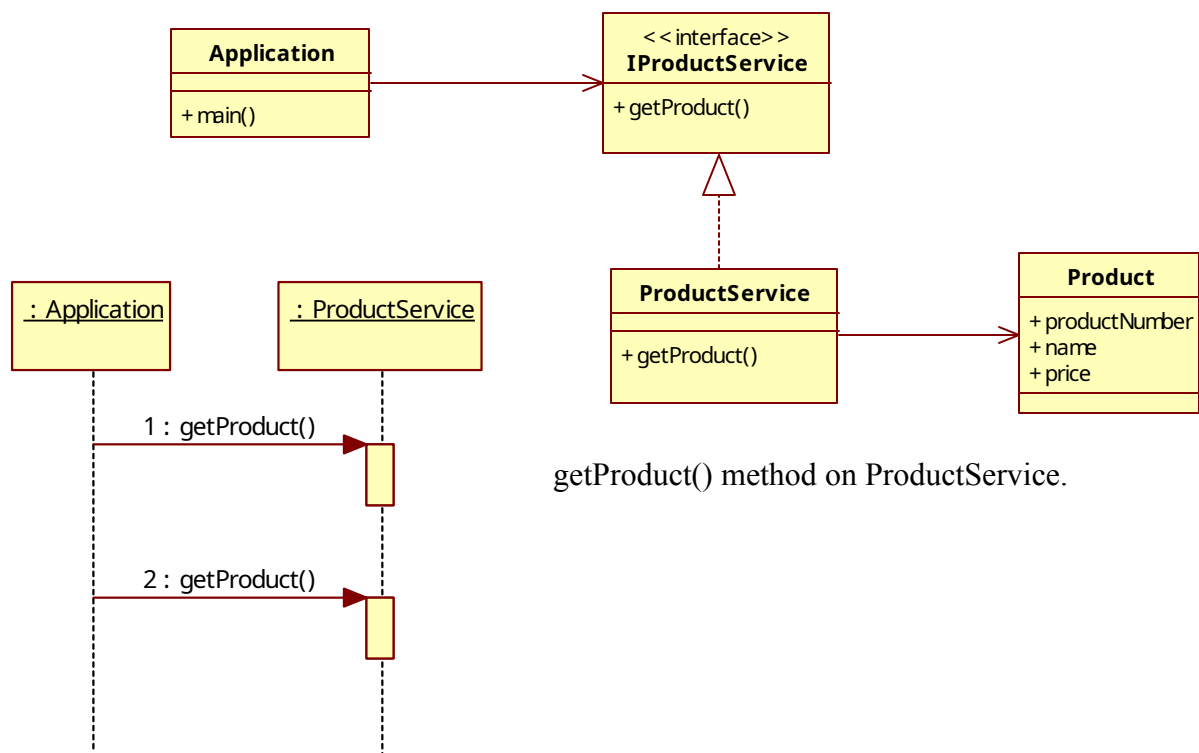 Application
+ main()
<<interface>>
IProductService
+ getProduct()
ProductService
+ getProduct()
Product
+ productNumber
+ name
+ price
: Application
: ProductService
1 : getProduct()
2 : getProduct()
getProduct() method on ProductService.